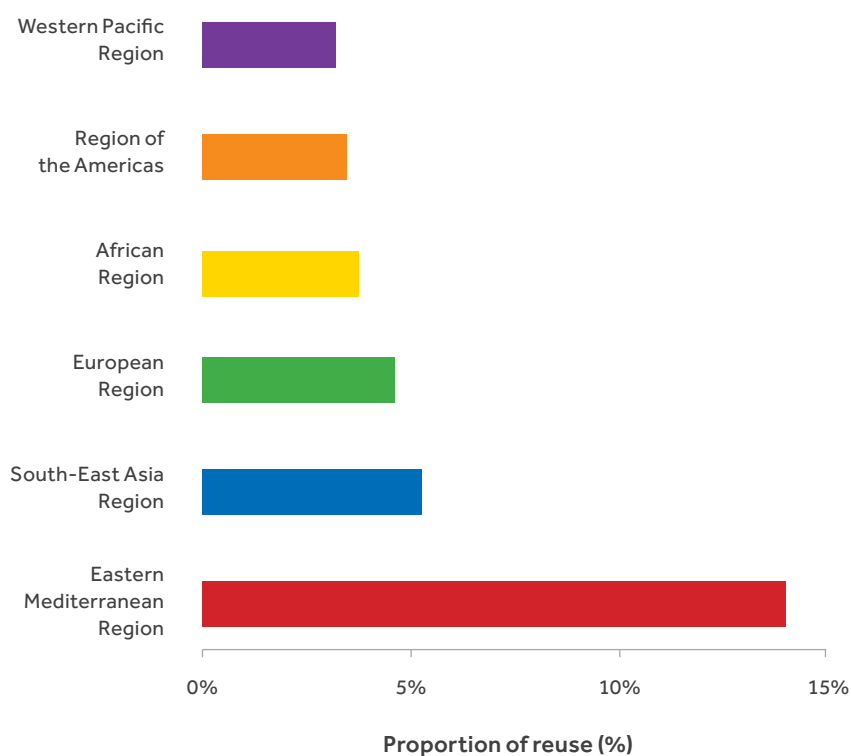 Western Pacific
Region
Region of
the Americas
African
Region
European
Region
South-East Asia
Region
Eastern
Mediterranean
Region
0%
5%
10%
15%
Proportion of reuse (%)